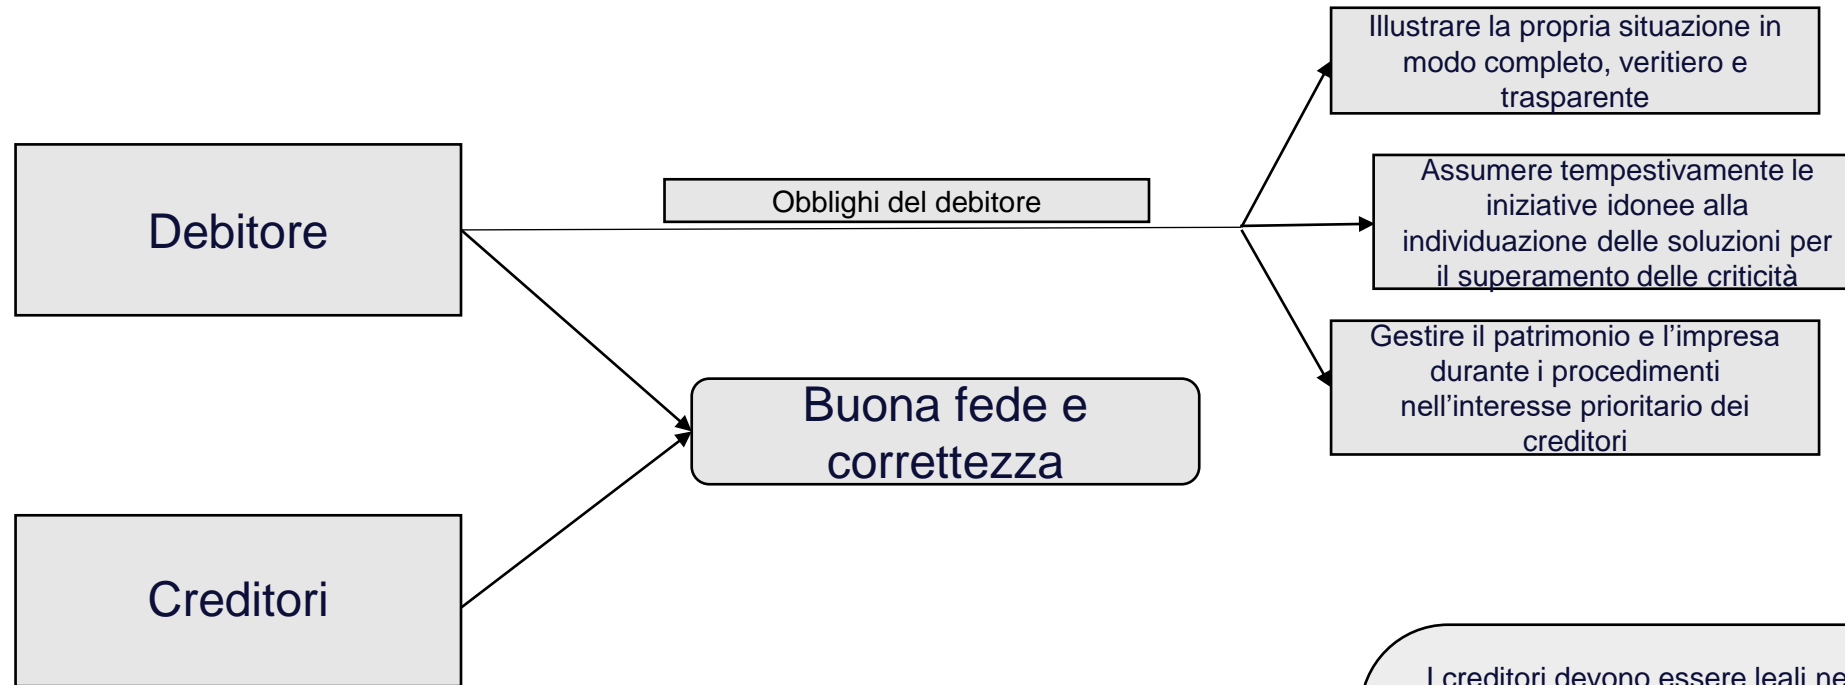 Debitore
Obblighi del debitore
Illustrare la propria situazione in
modo completo, veritiero e
trasparente
Assumere tempestivamente le
iniziative idonee alla
individuazione delle soluzioni per
il superamento delle criticità
Gestire il patrimonio e l’impresa
durante i procedimenti
nell’interesse prioritario dei
creditori
Buona fede e
correttezza
Creditori
I creditori devono essere leali